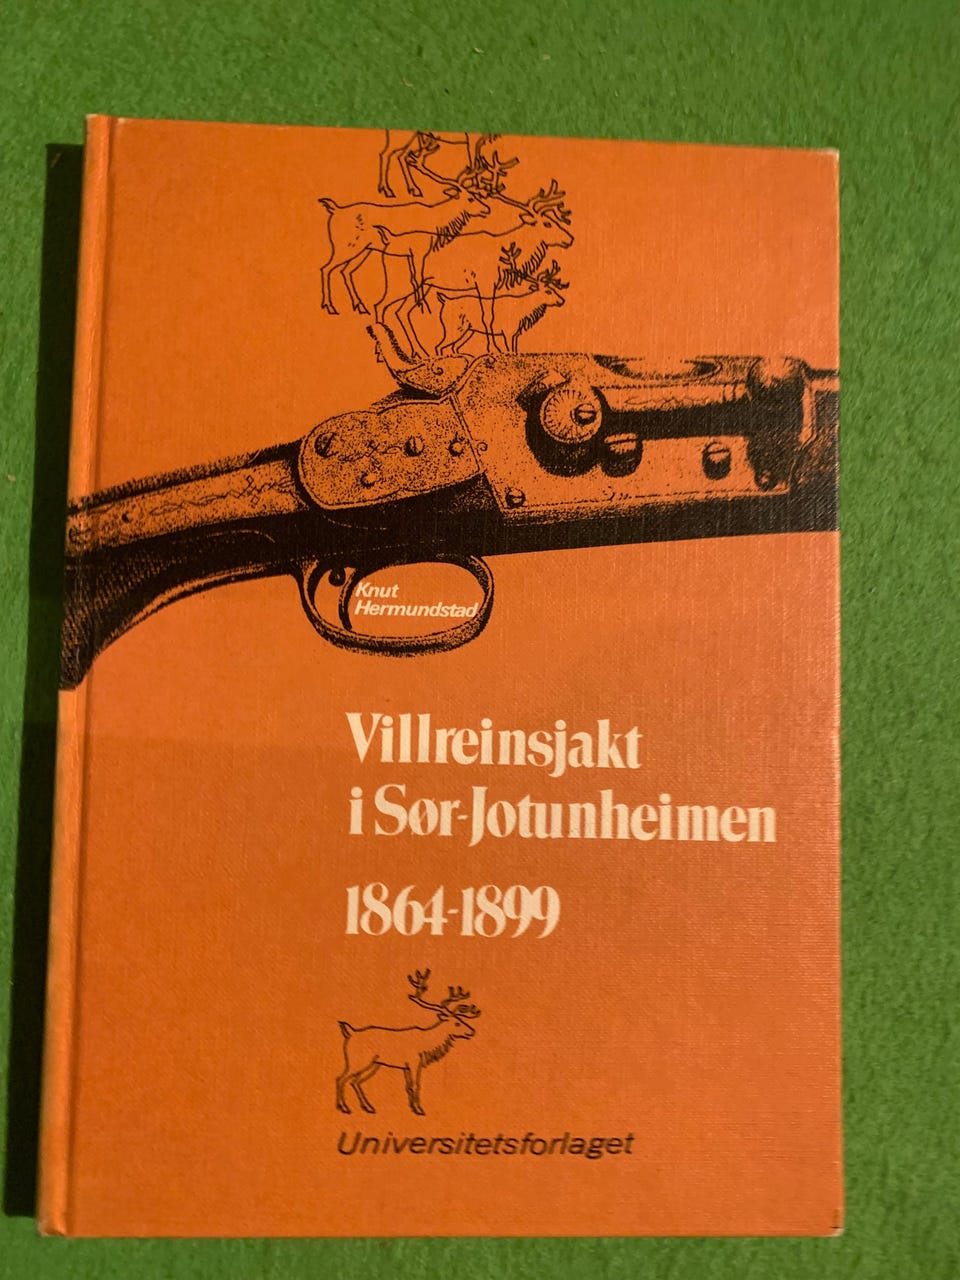 Knut
Hermundstad
Villreinsjakt
i Sør-Jotunheimen
1864-1899
Universitetsforlaget